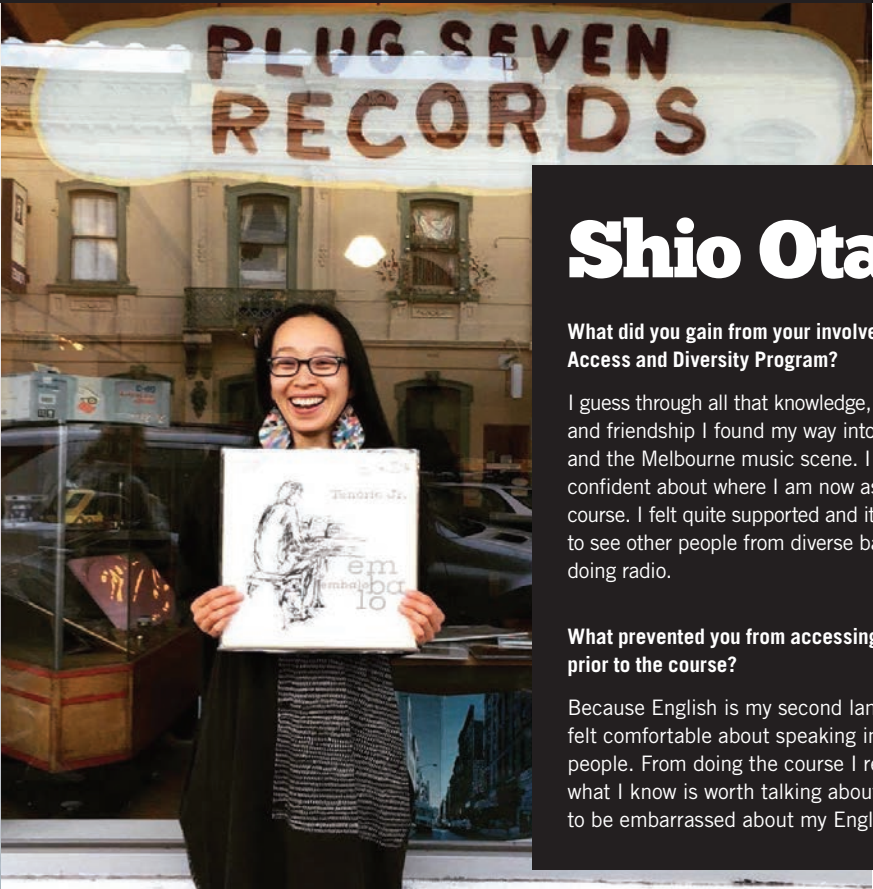 PLUG SEVEN
RECORDS
Tenório Jr.
em
embalo
ba
lo
Shio Ota
What did you gain from your involve
Access and Diversity Program?
I guess through all that knowledge,
and friendship I found my way into
and the Melbourne music scene. I
confident about where I am now as
course. I felt quite supported and it
to see other people from diverse ba
doing radio.
What prevented you from accessing
prior to the course?
Because English is my second lan
felt comfortable about speaking in
people. From doing the course I re
what I know is worth talking about
to be embarrassed about my Engl